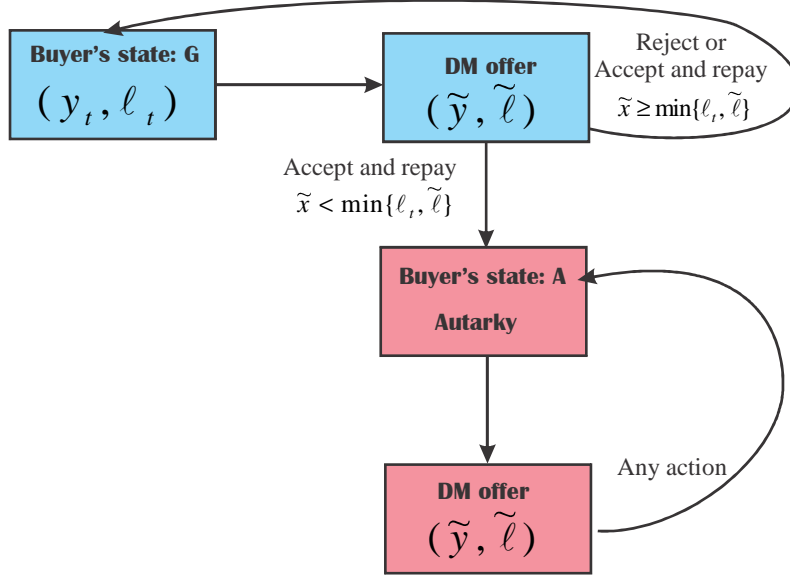 Buyer's state: G
(y_t, ℓ_t)
DM offer
(ỹ, ℓ̃)
Reject or
Accept and repay
x̃ ≥ min{ℓ_t, ℓ̃}
Accept and repay
x̃ < min{ℓ_t, ℓ̃}
Buyer's state: A
Autarky
Any action
DM offer
(ỹ, ℓ̃)